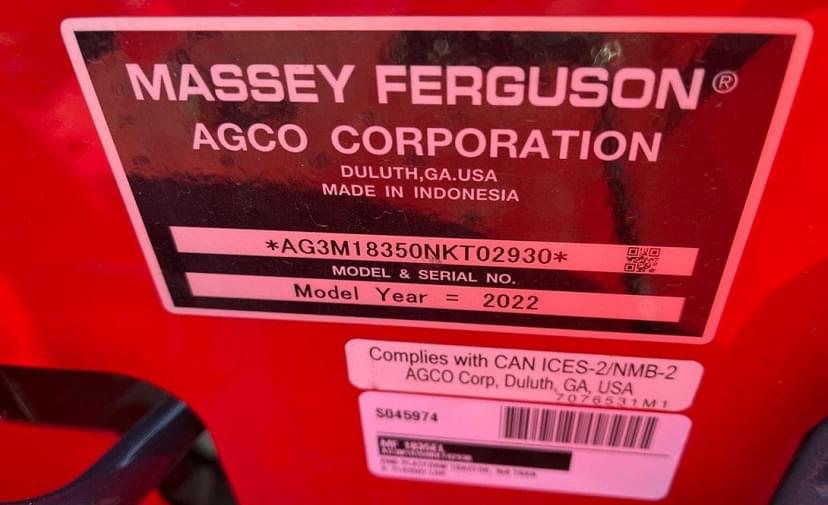 MASSEY FERGUSON®
AGCO CORPORATION
DULUTH,GA.USA
MADE IN INDONESIA
*AG3M18350NKT02930*
MODEL & SERIAL NO.
Model Year = 2022
Complies with CAN ICES-2/NMB-2
AGCO Corp, Duluth, GA, USA
7076531M1
S045974